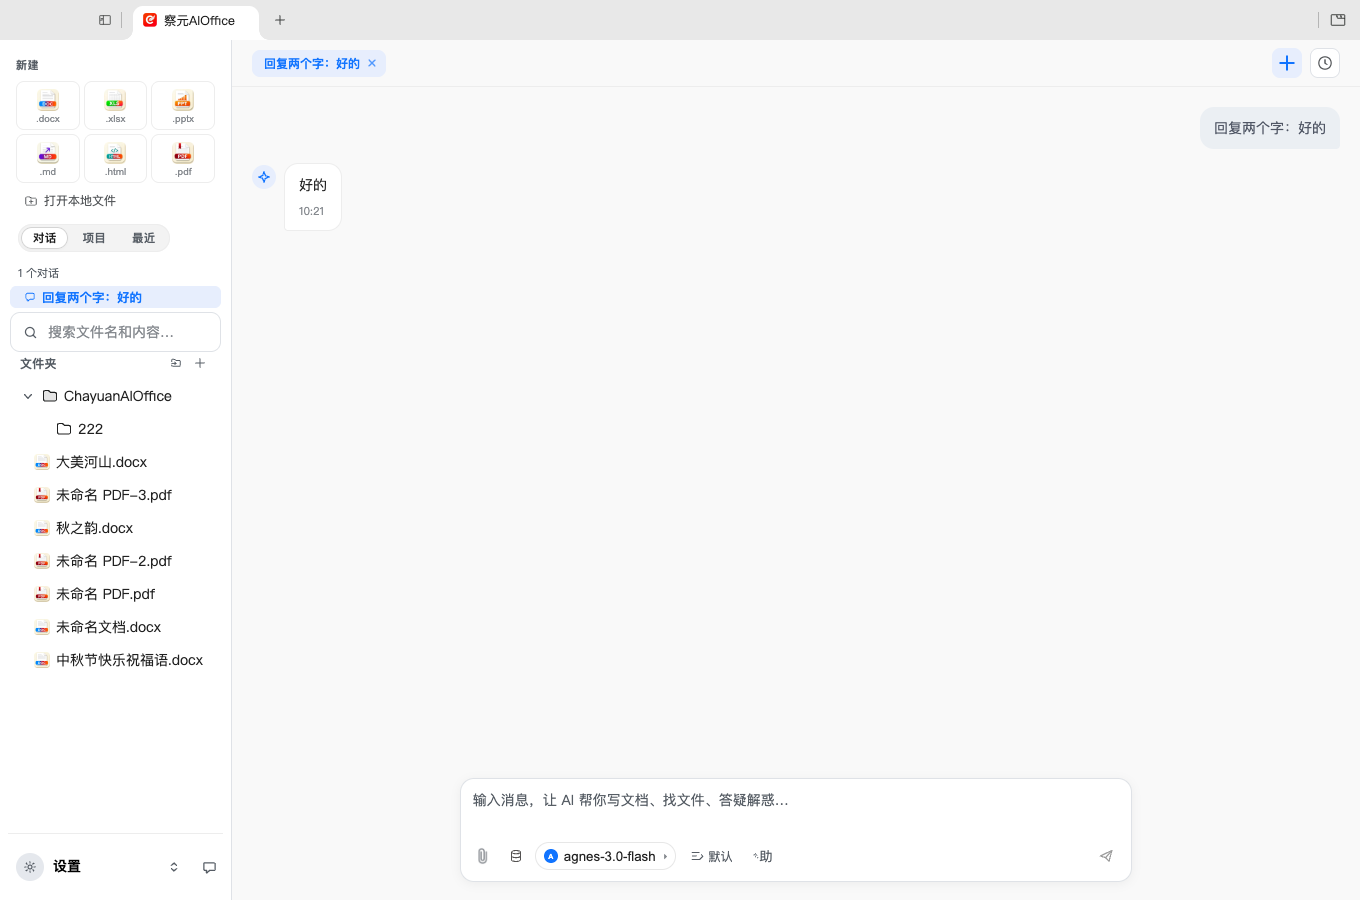 察元AIOffice
新建
.docx
.xlsx
.pptx
.md
.html
.pdf
打开本地文件
对话
项目
最近
1 个对话
回复两个字：好的
搜索文件名和内容...
文件夹
ChayuanAIOffice
222
大美河山.docx
未命名 PDF-3.pdf
秋之韵.docx
未命名 PDF-2.pdf
未命名 PDF.pdf
未命名文档.docx
中秋节快乐祝福语.docx
设置
回复两个字：好的
回复两个字：好的
好的
10:21
输入消息，让 AI 帮你写文档、找文件、答疑解惑...
A agnes-3.0-flash
默认
助